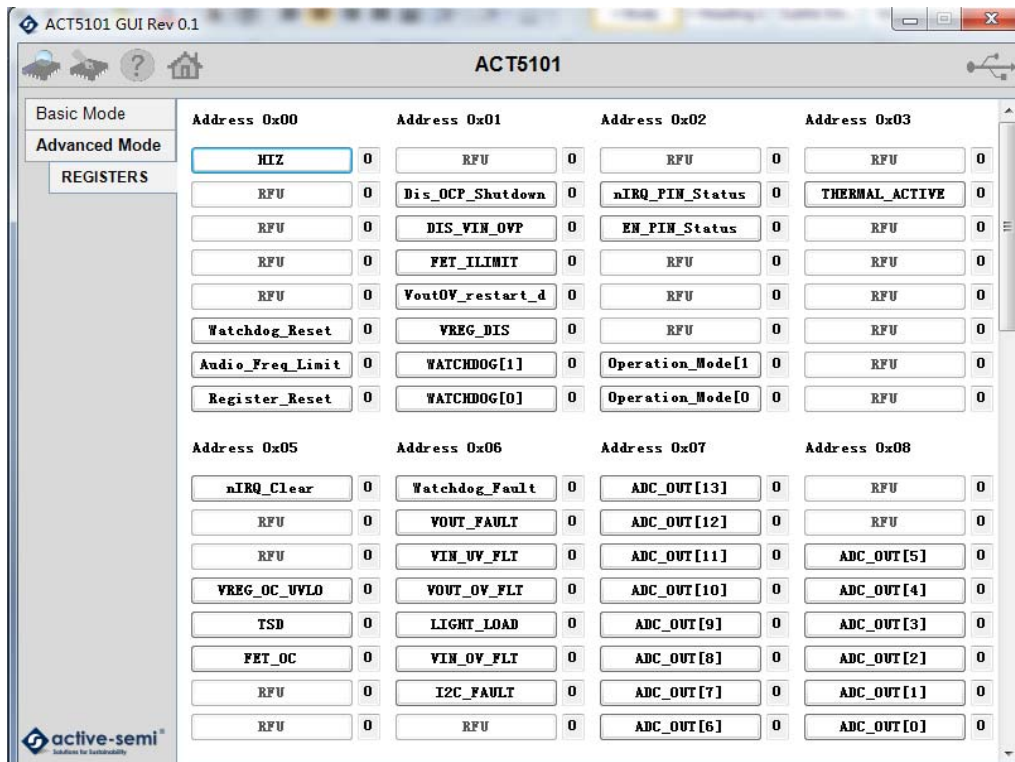 ACT5101 GUI Rev 0.1
ACT5101
Basic Mode
Advanced Mode
REGISTERS
Address 0x00 Address 0x01 Address 0x02 Address 0x03
HIZ 0 RFU 0 RFU 0 RFU 0
RFU 0 Dis_OCP_Shutdown 0 nIRQ_PIN_Status 0 THERMAL_ACTIVE 0
RFU 0 DIS_VIN_OVP 0 EN_PIN_Status 0 RFU 0
RFU 0 FET_ILIMIT 0 RFU 0 RFU 0
RFU 0 VoutOV_restart_d 0 RFU 0 RFU 0
Watchdog_Reset 0 VREG_DIS 0 RFU 0 RFU 0
Audio_Freq_Limit 0 WATCHDOG[1] 0 Operation_Mode[1 0 RFU 0
Register_Reset 0 WATCHDOG[0] 0 Operation_Mode[0 0 RFU 0
Address 0x05 Address 0x06 Address 0x07 Address 0x08
nIRQ_Clear 0 Watchdog_Fault 0 ADC_OUT[13] 0 RFU 0
RFU 0 VOUT_FAULT 0 ADC_OUT[12] 0 RFU 0
RFU 0 VIN_UV_FLT 0 ADC_OUT[11] 0 ADC_OUT[5] 0
VREG_OC_UVLO 0 VOUT_OV_FLT 0 ADC_OUT[10] 0 ADC_OUT[4] 0
TSD 0 LIGHT_LOAD 0 ADC_OUT[9] 0 ADC_OUT[3] 0
FET_OC 0 VIN_OV_FLT 0 ADC_OUT[8] 0 ADC_OUT[2] 0
RFU 0 I2C_FAULT 0 ADC_OUT[7] 0 ADC_OUT[1] 0
RFU 0 RFU 0 ADC_OUT[6] 0 ADC_OUT[0] 0
active-semi
Solutions for Sustainability